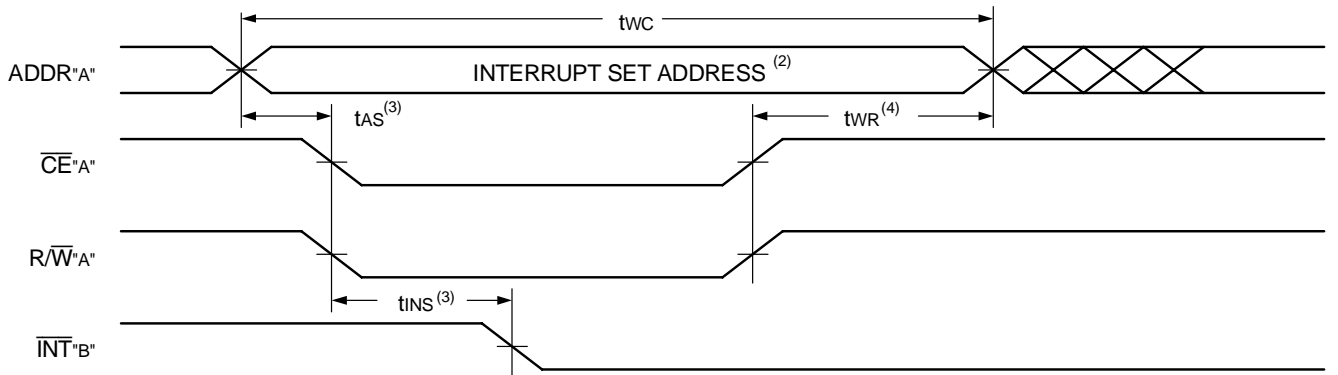 tWC
ADDR"A"
INTERRUPT SET ADDRESS (2)
tAS(3)
tWR(4)
CE"A"
R/W"A"
tINS(3)
INT"B"